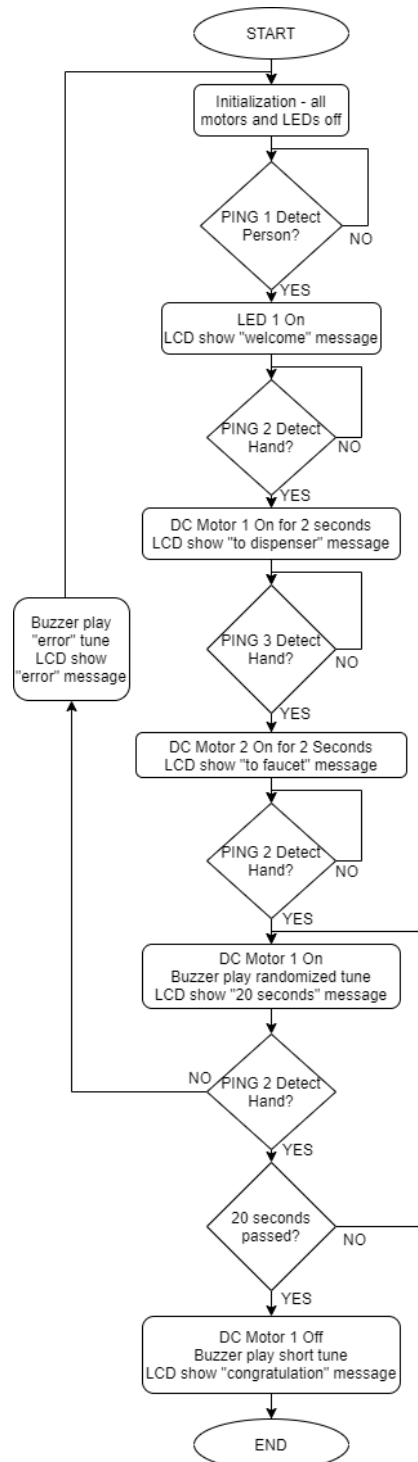 START
Initialization - all
motors and LEDs off
PING 1 Detect
Person?
NO
YES
LED 1 On
LCD show "welcome" message
PING 2 Detect
Hand?
NO
YES
DC Motor 1 On for 2 seconds
LCD show "to dispenser" message
PING 3 Detect
Hand?
NO
YES
Buzzer play
"error" tune
LCD show
"error" message
DC Motor 2 On for 2 Seconds
LCD show "to faucet" message
PING 2 Detect
Hand?
NO
YES
DC Motor 1 On
Buzzer play randomized tune
LCD show "20 seconds" message
NO
PING 2 Detect
Hand?
YES
20 seconds
passed?
NO
YES
DC Motor 1 Off
Buzzer play short tune
LCD show "congratulation" message
END